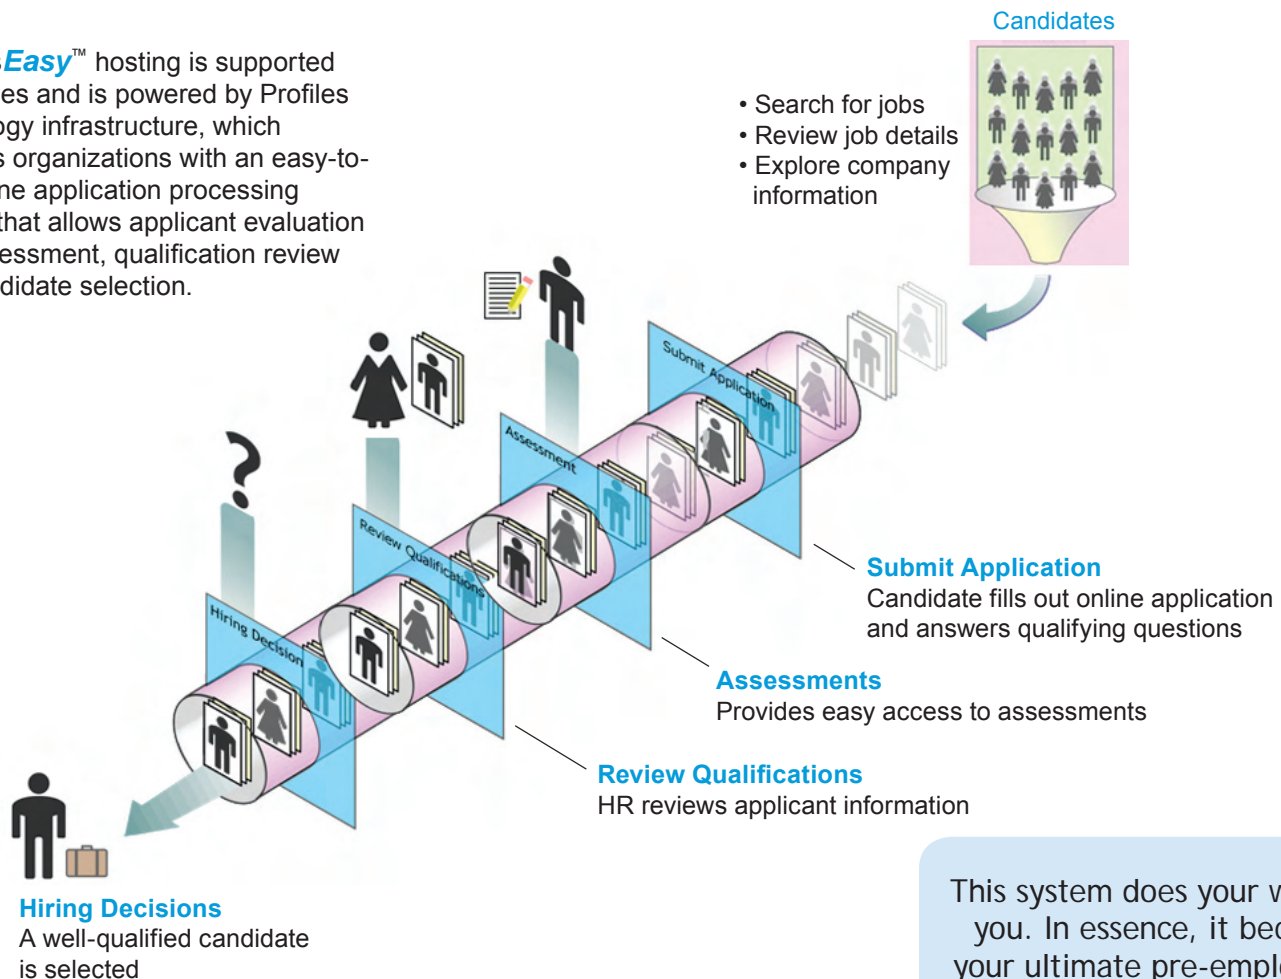 Candidates
sEasy™ hosting is supported
es and is powered by Profiles
ogy infrastructure, which
s organizations with an easy-to-
ne application processing
that allows applicant evaluation
essment, qualification review
didate selection.
• Search for jobs
• Review job details
• Explore company
information
Submit Application
Assessment
Review Qualifications
Hiring Decision
?
Submit Application
Candidate fills out online application
and answers qualifying questions
Assessments
Provides easy access to assessments
Review Qualifications
HR reviews applicant information
Hiring Decisions
A well-qualified candidate
is selected
This system does your w
you. In essence, it bec
your ultimate pre-emplo